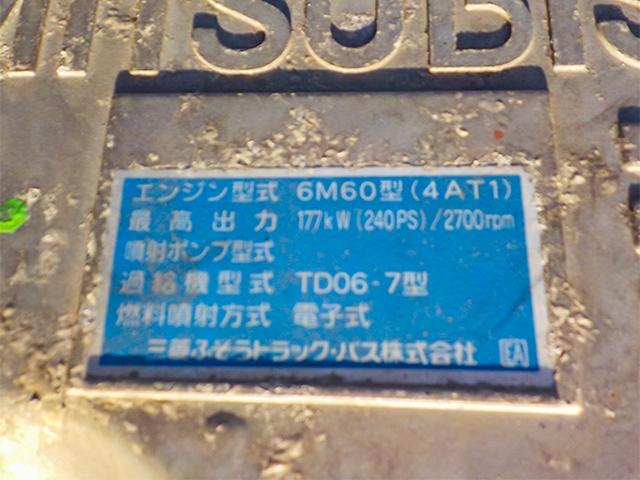 MITSUBIS
エンジン型式 6M60型(4AT1)
最高出力 177kW(240PS)/2700rpm
噴射ポンプ型式
過給機型式 TD06-7型
燃料噴射方式 電子式
三菱ふそうトラック・バス株式会社 EA